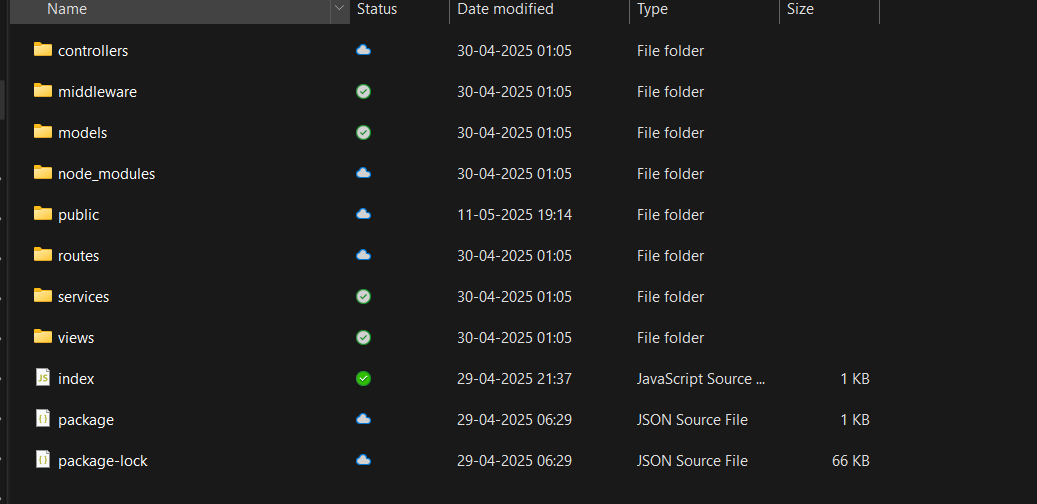 Name Status Date modified Type Size
controllers 30-04-2025 01:05 File folder
middleware 30-04-2025 01:05 File folder
models 30-04-2025 01:05 File folder
node_modules 30-04-2025 01:05 File folder
public 11-05-2025 19:14 File folder
routes 30-04-2025 01:05 File folder
services 30-04-2025 01:05 File folder
views 30-04-2025 01:05 File folder
JS index 29-04-2025 21:37 JavaScript Source ... 1 KB
package 29-04-2025 06:29 JSON Source File 1 KB
package-lock 29-04-2025 06:29 JSON Source File 66 KB